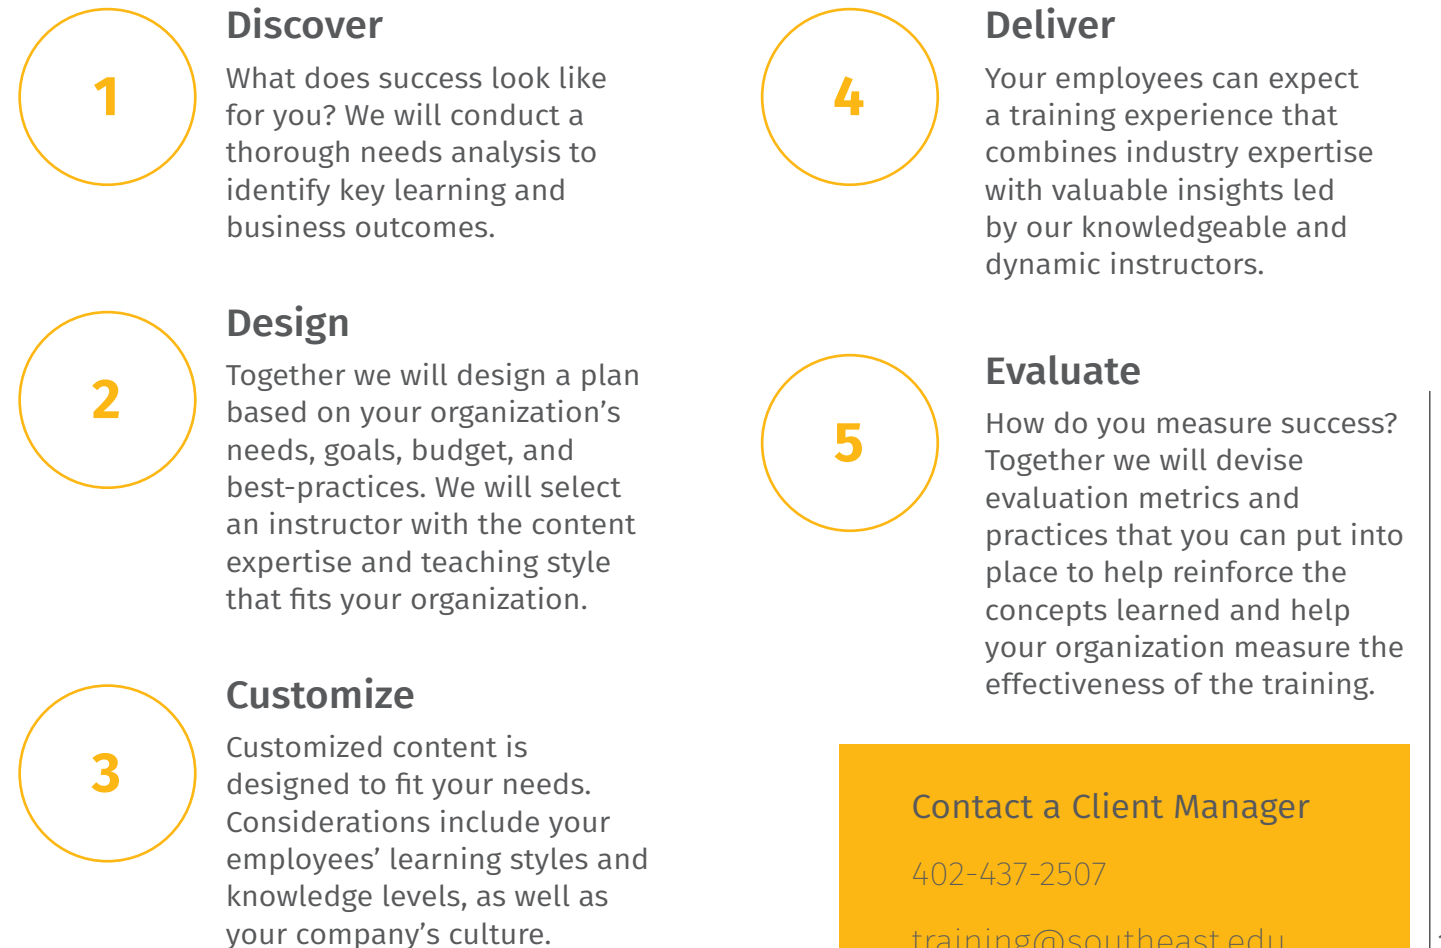 1
Discover
What does success look like
for you? We will conduct a
thorough needs analysis to
identify key learning and
business outcomes.
2
Design
Together we will design a plan
based on your organization’s
needs, goals, budget, and
best-practices. We will select
an instructor with the content
expertise and teaching style
that fits your organization.
3
Customize
Customized content is
designed to fit your needs.
Considerations include your
employees’ learning styles and
knowledge levels, as well as
your company’s culture.
4
Deliver
Your employees can expect
a training experience that
combines industry expertise
with valuable insights led
by our knowledgeable and
dynamic instructors.
5
Evaluate
How do you measure success?
Together we will devise
evaluation metrics and
practices that you can put into
place to help reinforce the
concepts learned and help
your organization measure the
effectiveness of the training.
Contact a Client Manager
402-437-2507
training@southeast.edu